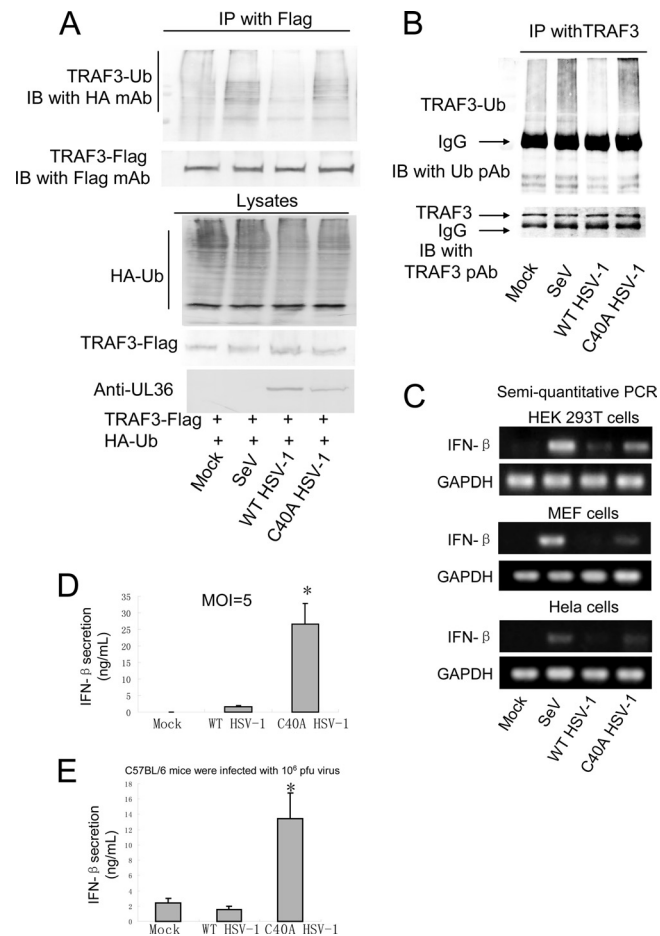 A
IP with Flag
TRAF3-Ub
IB with HA mAb
TRAF3-Flag
IB with Flag mAb
Lysates
HA-Ub
TRAF3-Flag
Anti-UL36
TRAF3-Flag + + + +
HA-Ub + + + +
Mock SeV WT HSV-1 C40A HSV-1
B
IP withTRAF3
TRAF3-Ub
IgG
IB with Ub pAb
TRAF3
IgG
IB with
TRAF3 pAb
Mock SeV WT HSV-1 C40A HSV-1
C
Semi-quantitative PCR
HEK 293T cells
IFN- β
GAPDH
MEF cells
IFN- β
GAPDH
Hela cells
IFN- β
GAPDH
Mock SeV WT HSV-1 C40A HSV-1
D
MOI=5
*
IFN- β secretion
(ng/mL)
35
30
25
20
15
10
5
0
Mock WT HSV-1 C40A HSV-1
E
C57BL/6 mice were infected with 10⁶ pfu virus
*
IFN- β secretion
(ng/mL)
18
16
14
12
10
8
6
4
2
0
Mock WT HSV-1 C40A HSV-1